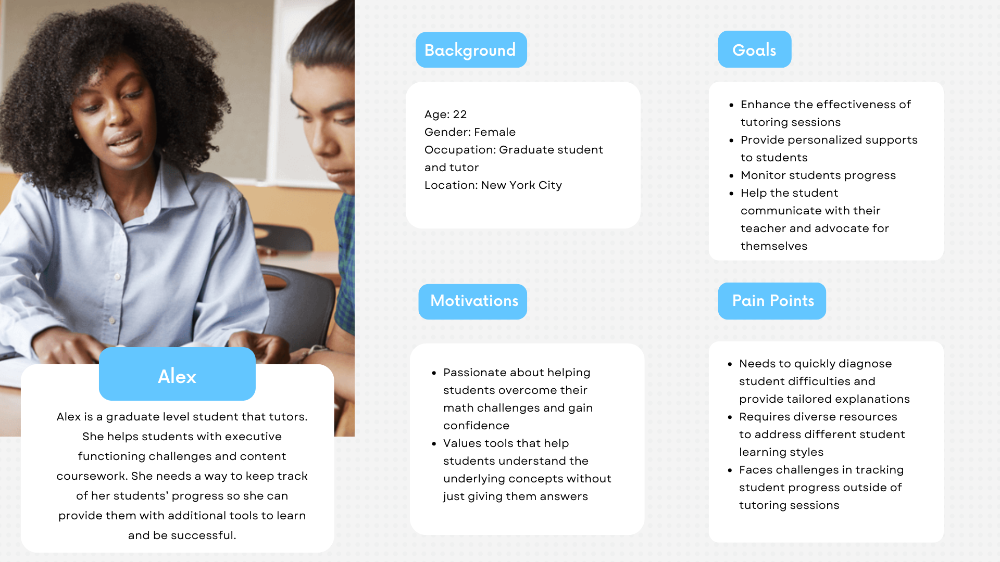 Alex
Alex is a graduate level student that tutors.
She helps students with executive
functioning challenges and content
coursework. She needs a way to keep track
of her students’ progress so she can
provide them with additional tools to learn
and be successful.
Background
Age: 22
Gender: Female
Occupation: Graduate student
and tutor
Location: New York City
Goals
• Enhance the effectiveness of
tutoring sessions
• Provide personalized supports
to students
• Monitor students progress
• Help the student
communicate with their
teacher and advocate for
themselves
Motivations
• Passionate about helping
students overcome their
math challenges and gain
confidence
• Values tools that help
students understand the
underlying concepts without
just giving them answers
Pain Points
• Needs to quickly diagnose
student difficulties and
provide tailored explanations
• Requires diverse resources
to address different student
learning styles
• Faces challenges in tracking
student progress outside of
tutoring sessions